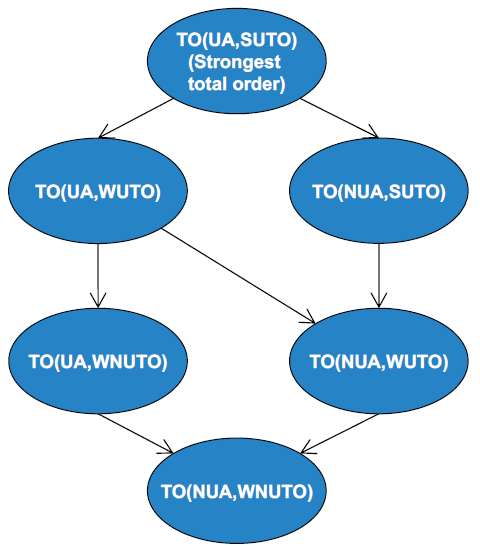 TO(UA,SUTO)
(Strongest
total order)
TO(UA,WUTO)
TO(NUA,SUTO)
TO(UA,WNUTO)
TO(NUA,WUTO)
TO(NUA,WNUTO)